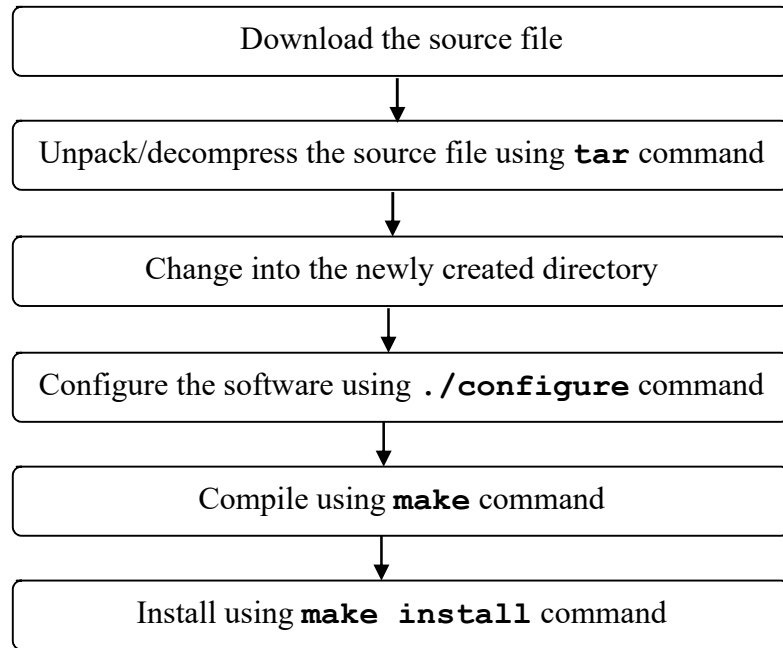 Download the source file
Unpack/decompress the source file using tar command
Change into the newly created directory
Configure the software using ./configure command
Compile using make command
Install using make install command